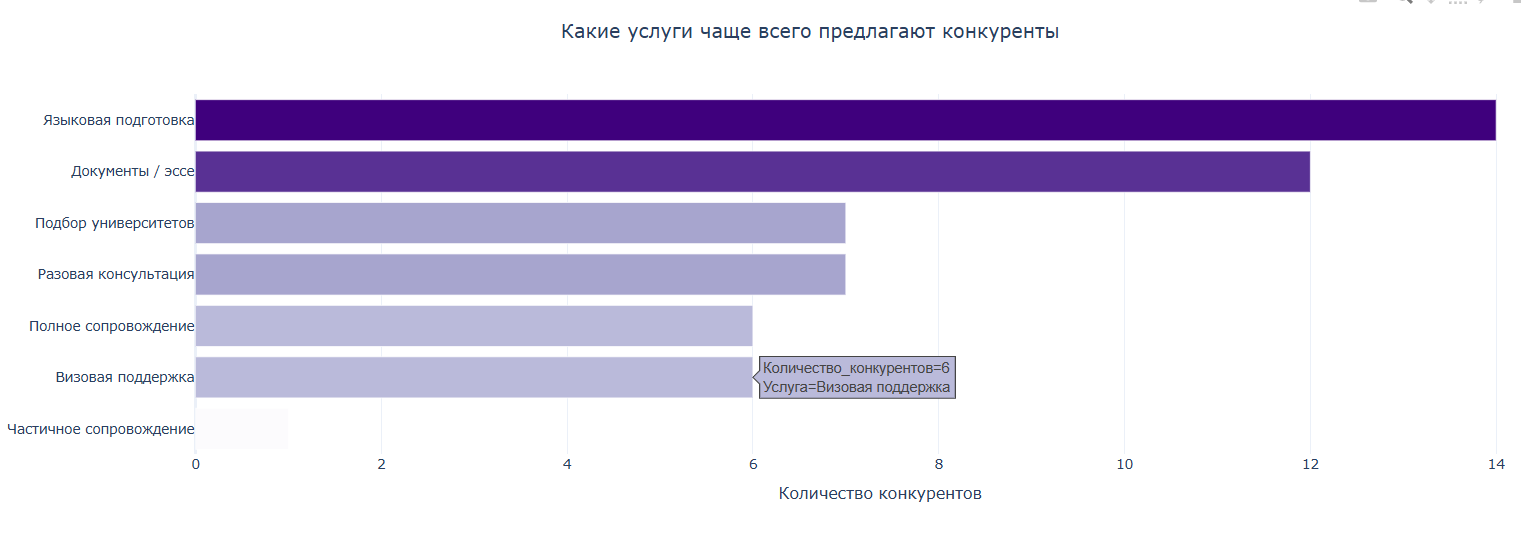 Какие услуги чаще всего предлагают конкуренты
Языковая подготовка
Документы / эссе
Подбор университетов
Разовая консультация
Полное сопровождение
Визовая поддержка
Количество_конкурентов=6
Услуга=Визовая поддержка
Частичное сопровождение
0 2 4 6 8 10 12 14
Количество конкурентов